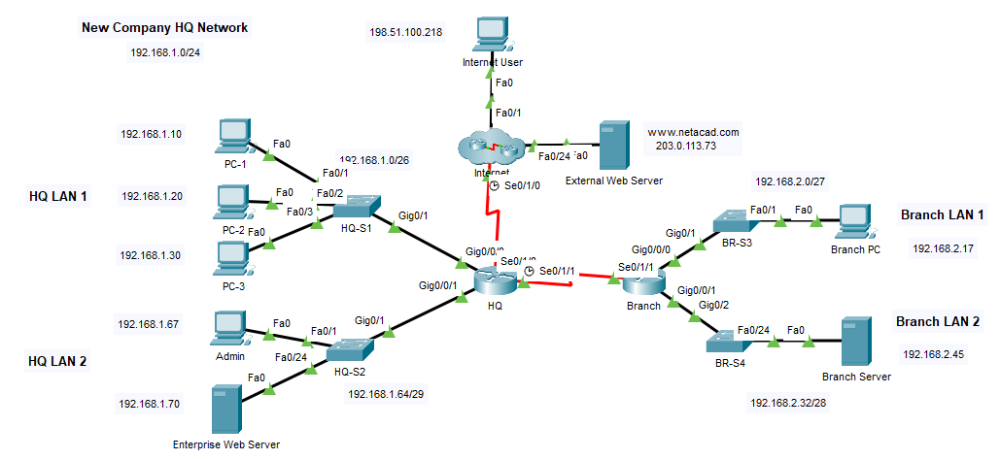 New Company HQ Network
192.168.1.0/24
198.51.100.218
Internet User
Fa0
Fa0/1
Internet
Fa0/24
Fa0
External Web Server
www.netacad.com
203.0.113.73
Se0/1/0
HQ LAN 1
192.168.1.10
PC-1
Fa0
Fa0/1
192.168.1.0/26
192.168.1.20
PC-2
Fa0
Fa0/2
192.168.1.30
PC-3
Fa0
Fa0/3
HQ-S1
Gig0/1
Gig0/0/0
Se0/1/0
Se0/1/1
HQ
Gig0/0/1
HQ LAN 2
192.168.1.67
Admin
Fa0
Fa0/1
Gig0/1
HQ-S2
Fa0/24
Fa0
192.168.1.64/29
192.168.1.70
Enterprise Web Server
Se0/1/1
Branch
Gig0/0/0
Gig0/1
BR-S3
192.168.2.0/27
Fa0/1
Fa0
Branch PC
Branch LAN 1
192.168.2.17
Gig0/0/1
Gig0/2
BR-S4
Fa0/24
Fa0
Branch Server
Branch LAN 2
192.168.2.45
192.168.2.32/28